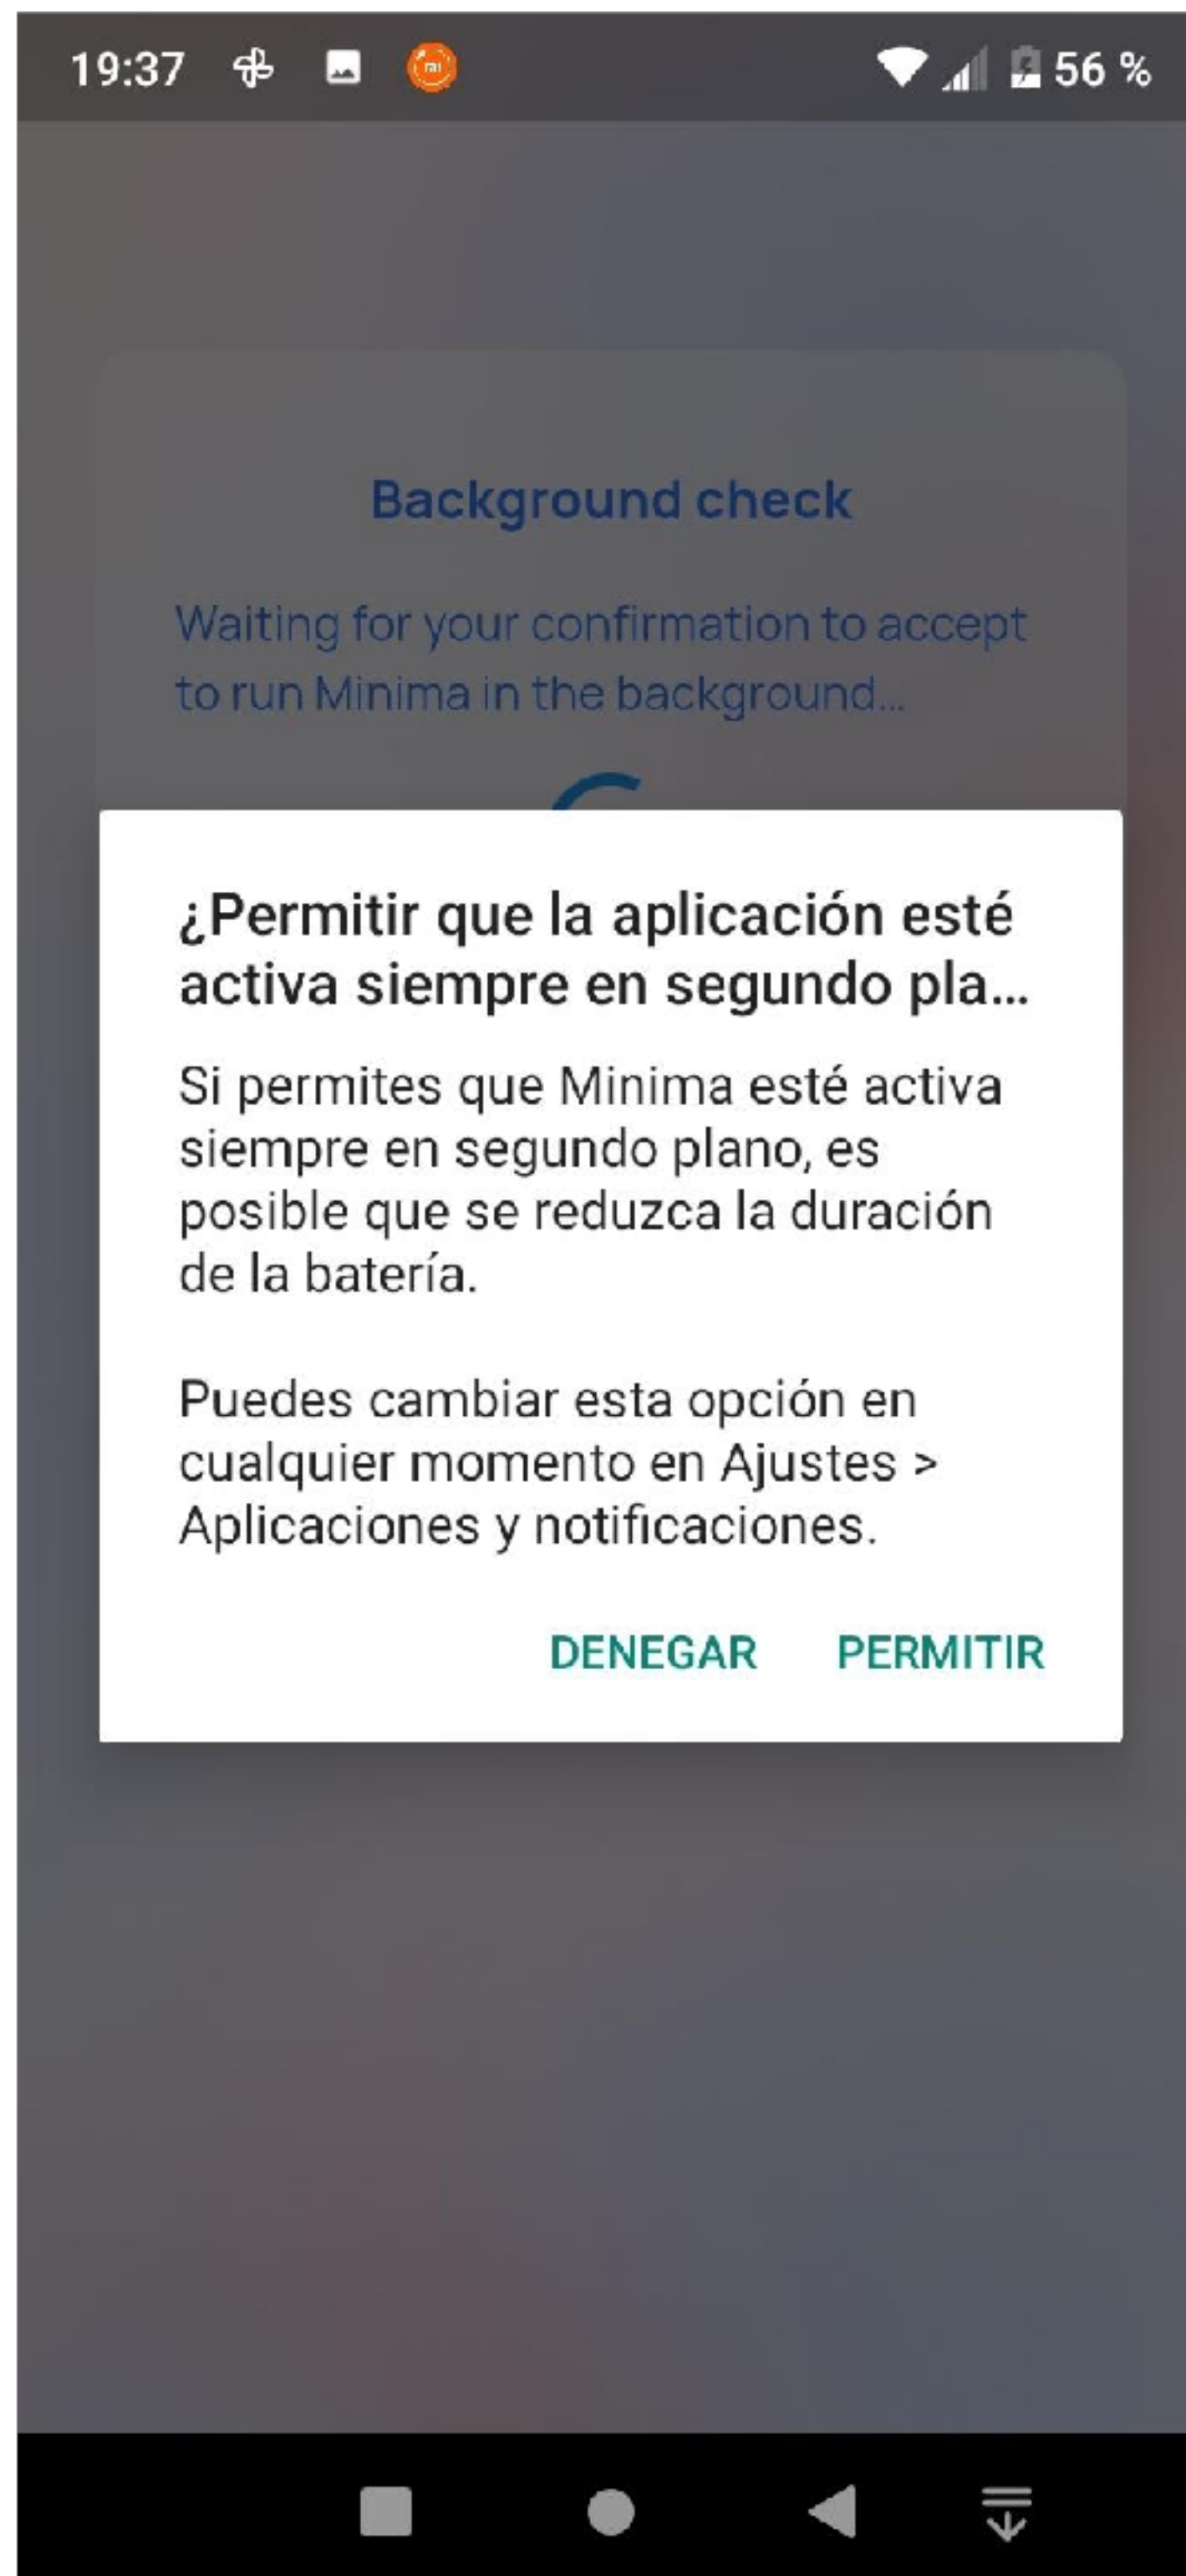 19:37 mi 56 %
Background check
Waiting for your confirmation to accept
to run Minima in the background...
¿Permitir que la aplicación esté
activa siempre en segundo pla...
Si permites que Minima esté activa
siempre en segundo plano, es
posible que se reduzca la duración
de la batería.
Puedes cambiar esta opción en
cualquier momento en Ajustes >
Aplicaciones y notificaciones.
DENEGAR PERMITIR